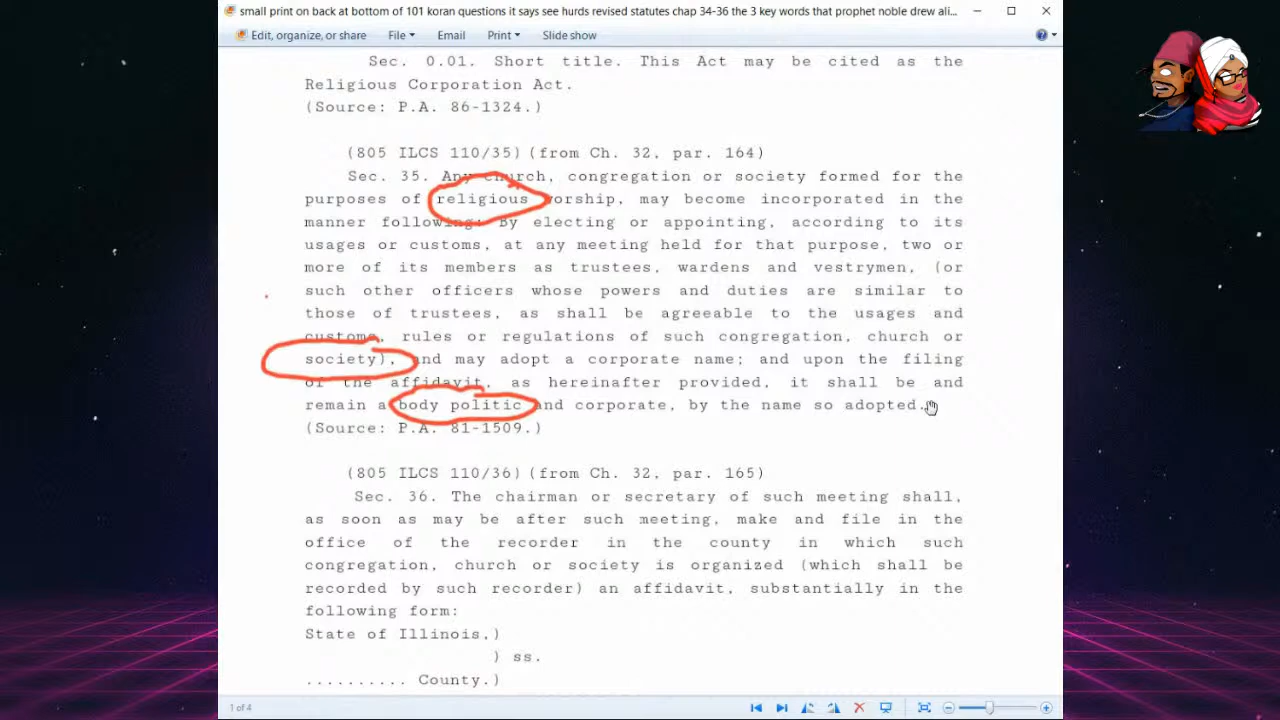 small print on back at bottom of 101 koran questions it says see hurds revised statutes chap 34-36 the 3 key words that prophet noble drew ali...
Edit, organize, or share File Email Print Slide show
Sec. 0.01. Short title. This Act may be cited as the
Religious Corporation Act.
(Source: P.A. 86-1324.)
(805 ILCS 110/35) (from Ch. 32, par. 164)
Sec. 35. Any church, congregation or society formed for the
purposes of religious worship, may become incorporated in the
manner following: By electing or appointing, according to its
usages or customs, at any meeting held for that purpose, two or
more of its members as trustees, wardens and vestrymen, (or
such other officers whose powers and duties are similar to
those of trustees, as shall be agreeable to the usages and
customs, rules or regulations of such congregation, church or
society), and may adopt a corporate name; and upon the filing
of the affidavit, as hereinafter provided, it shall be and
remain a body politic and corporate, by the name so adopted.
(Source: P.A. 81-1509.)
(805 ILCS 110/36) (from Ch. 32, par. 165)
Sec. 36. The chairman or secretary of such meeting shall,
as soon as may be after such meeting, make and file in the
office of the recorder in the county in which such
congregation, church or society is organized (which shall be
recorded by such recorder) an affidavit, substantially in the
following form:
State of Illinois,)
) ss.
.......... County.)
1 of 4